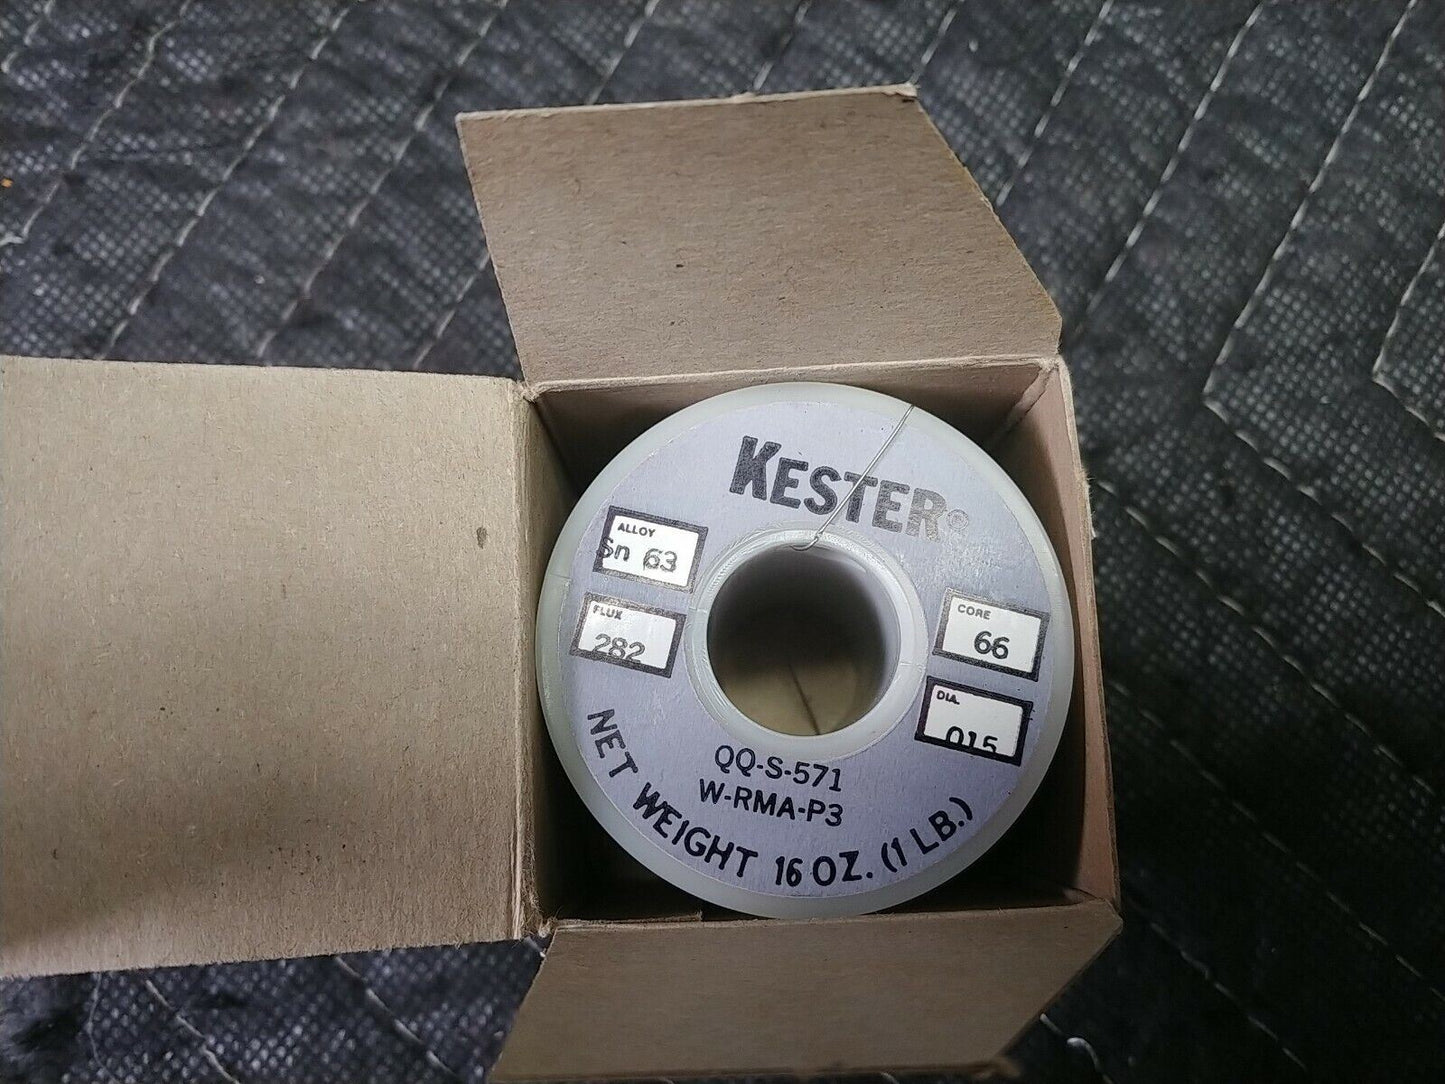 KESTER®
ALLOY
Sn 63
FLUX
282
CORE
66
DIA.
.015
QQ-S-571
W-RMA-P3
NET WEIGHT 16 OZ. (1 LB.)